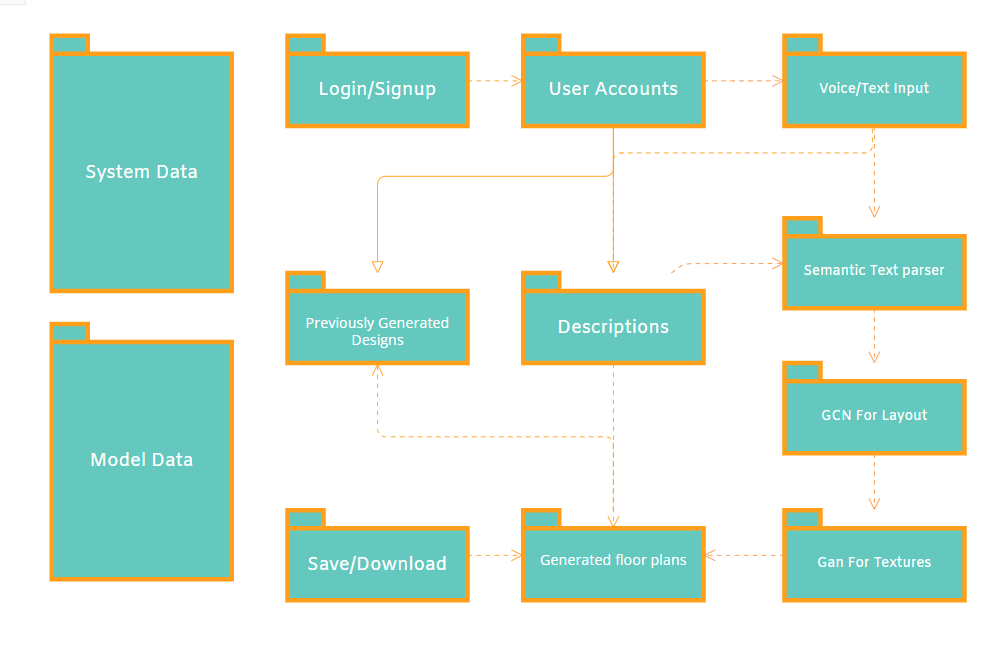 System Data
Login/Signup
User Accounts
Voice/Text Input
Semantic Text parser
Previously Generated
Designs
Descriptions
GCN For Layout
Model Data
Save/Download
Generated floor plans
Gan For Textures